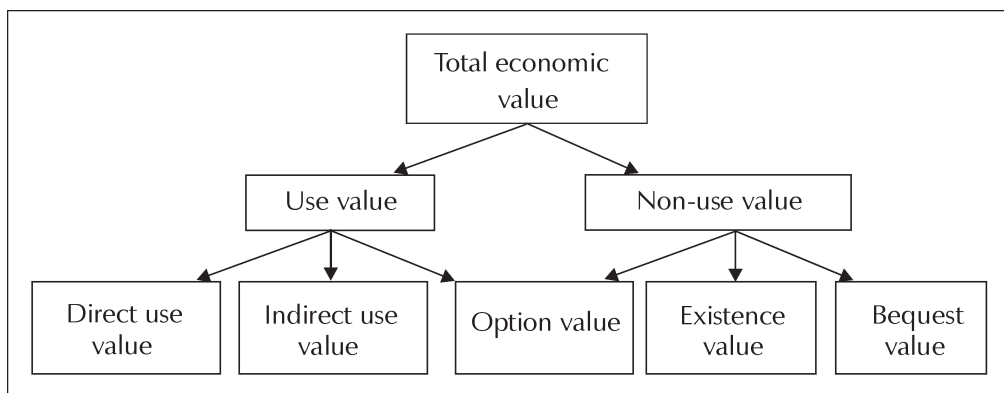 Total economic
value
Use value
Non-use value
Direct use
value
Indirect use
value
Option value
Existence
value
Bequest
value